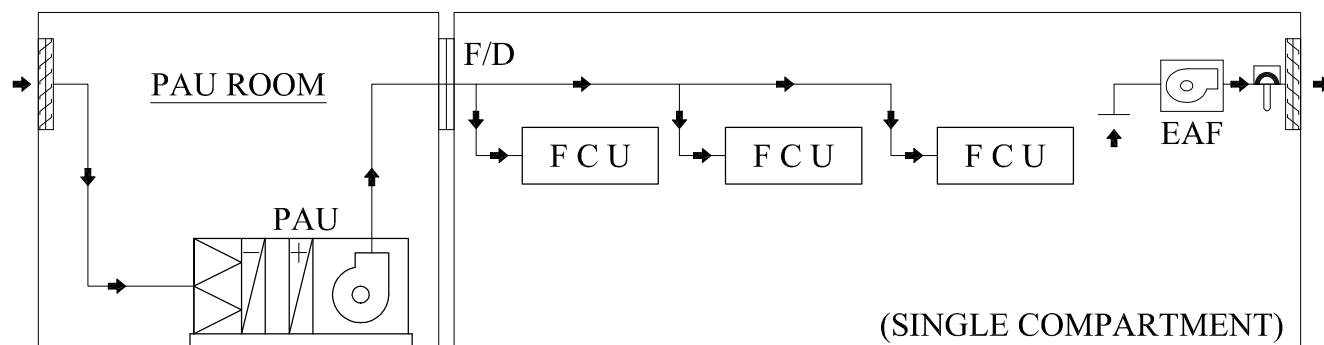 F/D
PAU ROOM
EAF
F C U
F C U
F C U
PAU
− +
(SINGLE COMPARTMENT)